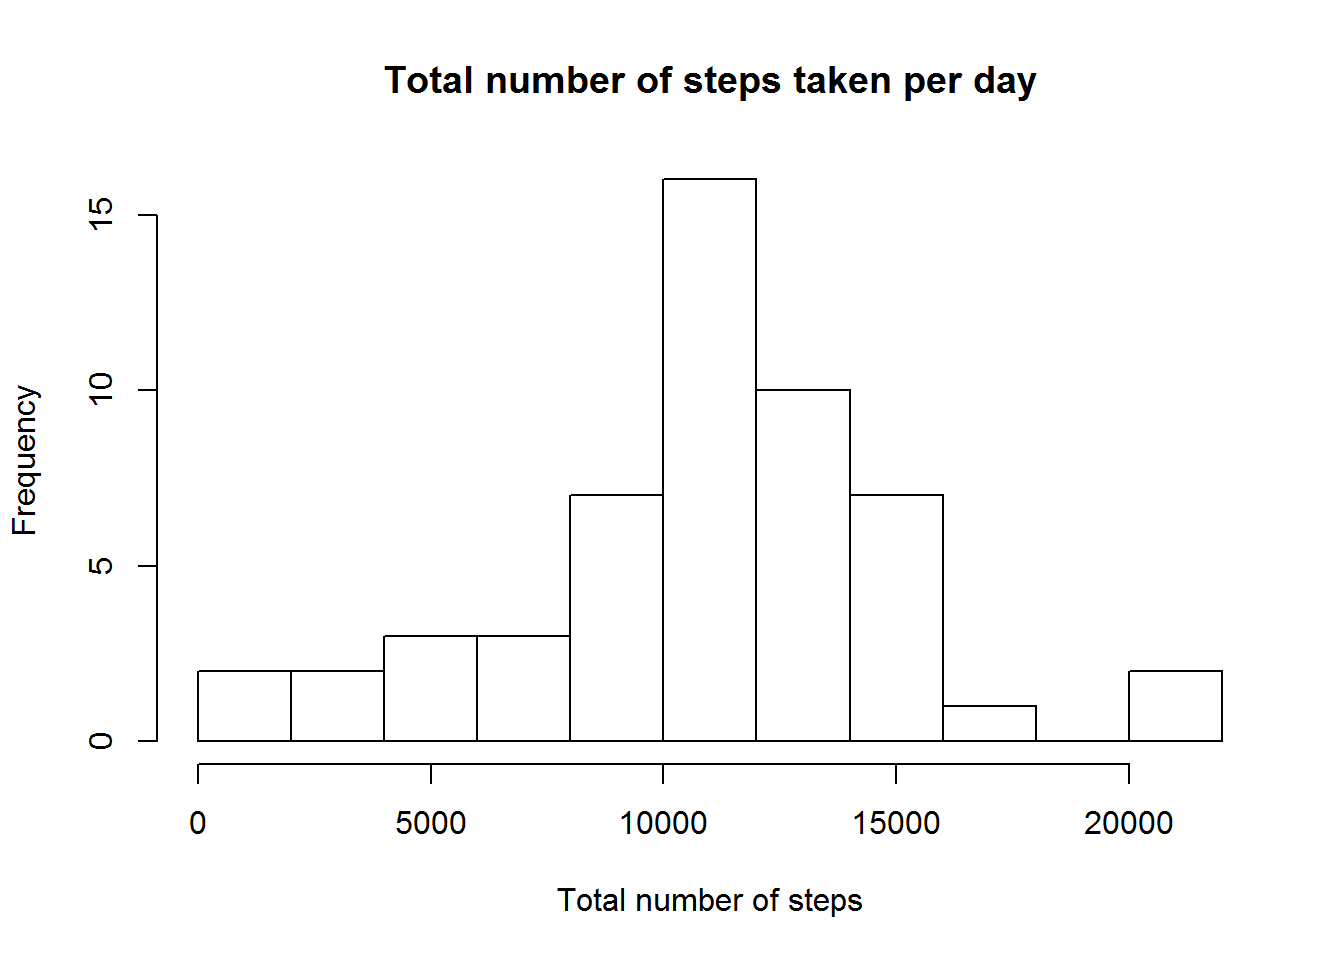 Total number of steps taken per day
Frequency
15
10
5
0
0 5000 10000 15000 20000
Total number of steps